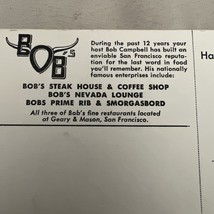 BOB's
During the past 12 years your
host Bob Campbell has built an
enviable San Francisco reputa-
tion for the last word in food
you'll remember. His nationally
famous enterprises include:
BOB'S STEAK HOUSE & COFFEE SHOP
BOB'S NEVADA LOUNGE
BOBS PRIME RIB & SMORGASBORD
All three of Bob's fine restaurants located
at Geary & Mason, San Francisco.
Ha